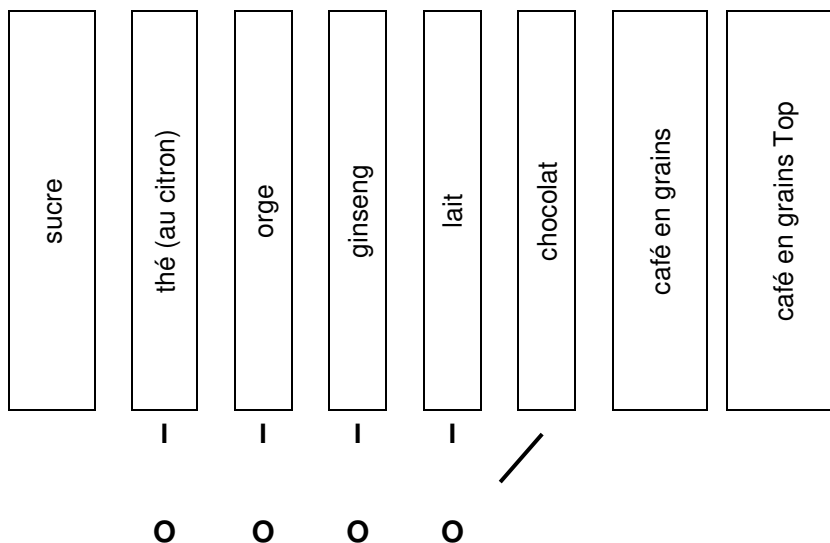 sucre
thé (au citron)
orge
ginseng
lait
chocolat
café en grains
café en grains Top
I I I I
O O O O